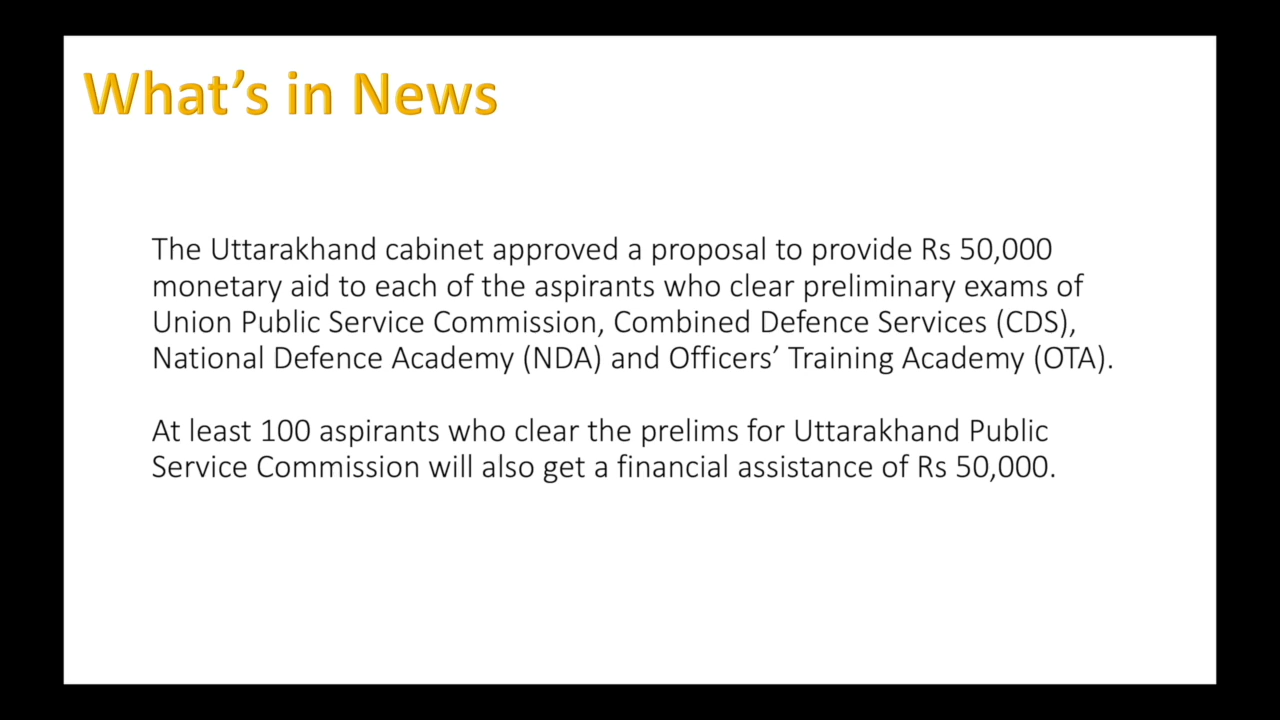 What’s in News
The Uttarakhand cabinet approved a proposal to provide Rs 50,000
monetary aid to each of the aspirants who clear preliminary exams of
Union Public Service Commission, Combined Defence Services (CDS),
National Defence Academy (NDA) and Officers’ Training Academy (OTA).
At least 100 aspirants who clear the prelims for Uttarakhand Public
Service Commission will also get a financial assistance of Rs 50,000.